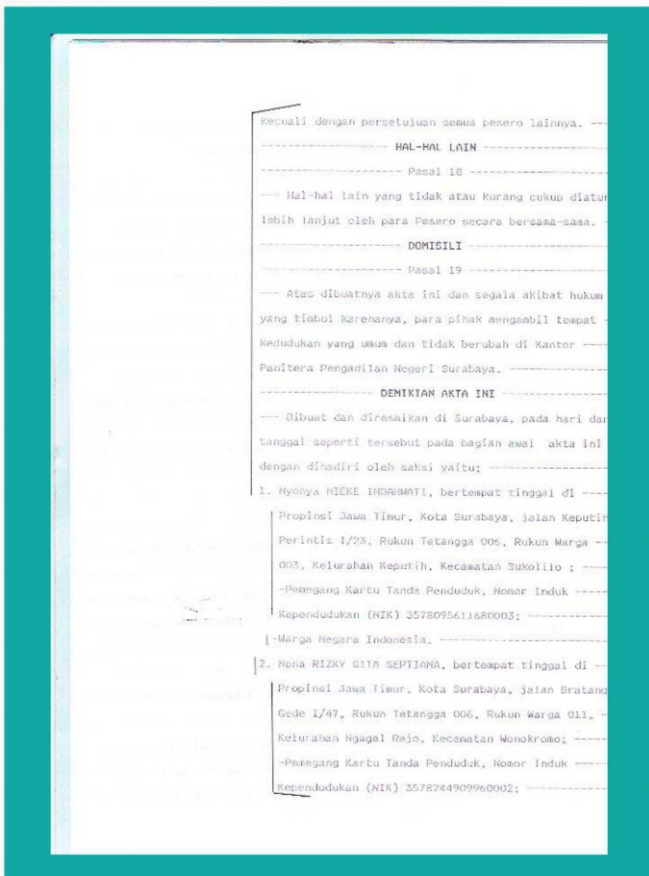 Kecuali dengan persetujuan semua pesero lainnya. ---
---------------- HAL-HAL LAIN ----------------
---------------- Pasal 18 ----------------
--- Hal-hal lain yang tidak atau Kurang cukup diatur
lebih lanjut oleh para Pesero secara bersama-sama. -
---------------- DOMISILI ----------------
---------------- Pasal 19 ----------------
--- Atas dibuatnya akta ini dan segala akibat hukum
yang timbul karenanya, para pihak mengambil tempat -
Kedudukan yang umum dan tidak berubah di Kantor ----
Panitera Pengadilan Negeri Surabaya. ----------------
---------------- DEMIKIAN AKTA INI ----------------
--- Dibuat dan diresmikan di Surabaya, pada hari dan
tanggal seperti tersebut pada bagian awal akta ini
dengan dihadiri oleh saksi yaitu; ----------------
1. Nyonya MIEKE INDAHWATI, bertempat tinggal di ----
Propinsi Jawa Timur, Kota Surabaya, jalan Keputih
Perintis I/23, Rukun Tetangga 006, Rukun Warga --
003, Kelurahan Keputih, Kecamatan Sukolilo ; ----
-Pemegang Kartu Tanda Penduduk, Nomor Induk -----
Kependudukan (NIK) 3578095611680003; ------------
-Warga Negara Indonesia. ----------------
2. Nona RIZKY GITA SEPTIANA, bertempat tinggal di --
Propinsi Jawa Timur, Kota Surabaya, jalan Bratang
Gede I/47, Rukun Tetangga 006, Rukun Warga 011, -
Kelurahan Ngagel Rejo, Kecamatan Wonokromo; -----
-Pemegang Kartu Tanda Penduduk, Nomor Induk -----
Kependudukan (NIK) 3578244909960002; ------------